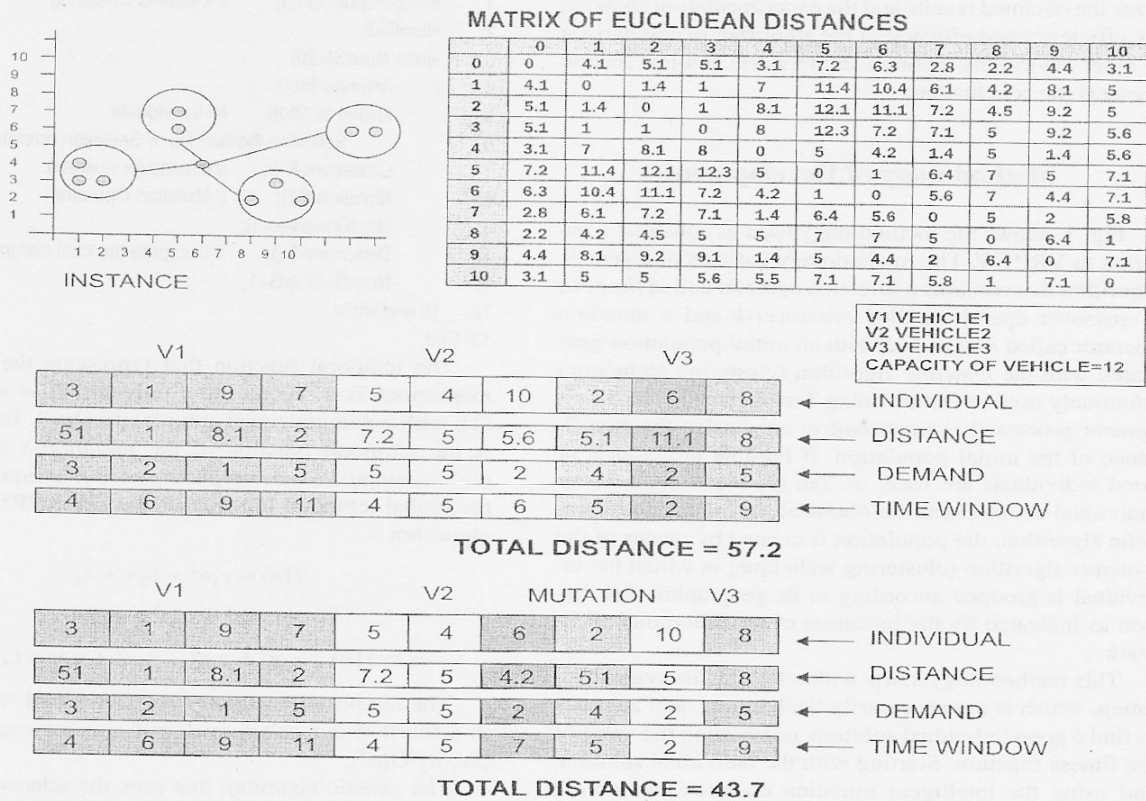 MATRIX OF EUCLIDEAN DISTANCES
0 1 2 3 4 5 6 7 8 9 10
0 0 4.1 5.1 5.1 3.1 7.2 6.3 2.8 2.2 4.4 3.1
1 4.1 0 1.4 1 7 11.4 10.4 6.1 4.2 8.1 5
2 5.1 1.4 0 1 8.1 12.1 11.1 7.2 4.5 9.2 5
3 5.1 1 1 0 8 12.3 7.2 7.1 5 9.2 5.6
4 3.1 7 8.1 8 0 5 4.2 1.4 5 1.4 5.6
5 7.2 11.4 12.1 12.3 5 0 1 6.4 7 5 7.1
6 6.3 10.4 11.1 7.2 4.2 1 0 5.6 7 4.4 7.1
7 2.8 6.1 7.2 7.1 1.4 6.4 5.6 0 5 2 5.8
8 2.2 4.2 4.5 5 5 7 7 5 0 6.4 1
9 4.4 8.1 9.2 9.1 1.4 5 4.4 2 6.4 0 7.1
10 3.1 5 5 5.6 5.5 7.1 7.1 5.8 1 7.1 0
10
9
8
7
5
4
3
2
1
1 2 3 4 5 6 7 8 9 10
INSTANCE
V1 VEHICLE1
V2 VEHICLE2
V3 VEHICLE3
CAPACITY OF VEHICLE=12
V1 V2 V3
3 1 9 7 5 4 10 2 6 8 INDIVIDUAL
51 1 8.1 2 7.2 5 5.6 5.1 11.1 8 DISTANCE
3 2 1 5 5 5 2 4 2 5 DEMAND
4 6 9 11 4 5 6 5 2 9 TIME WINDOW
TOTAL DISTANCE = 57.2
V1 V2 MUTATION V3
3 1 9 7 5 4 6 2 10 8 INDIVIDUAL
51 1 8.1 2 7.2 5 4.2 5.1 5 8 DISTANCE
3 2 1 5 5 5 2 4 2 5 DEMAND
4 6 9 11 4 5 7 5 2 9 TIME WINDOW
TOTAL DISTANCE = 43.7